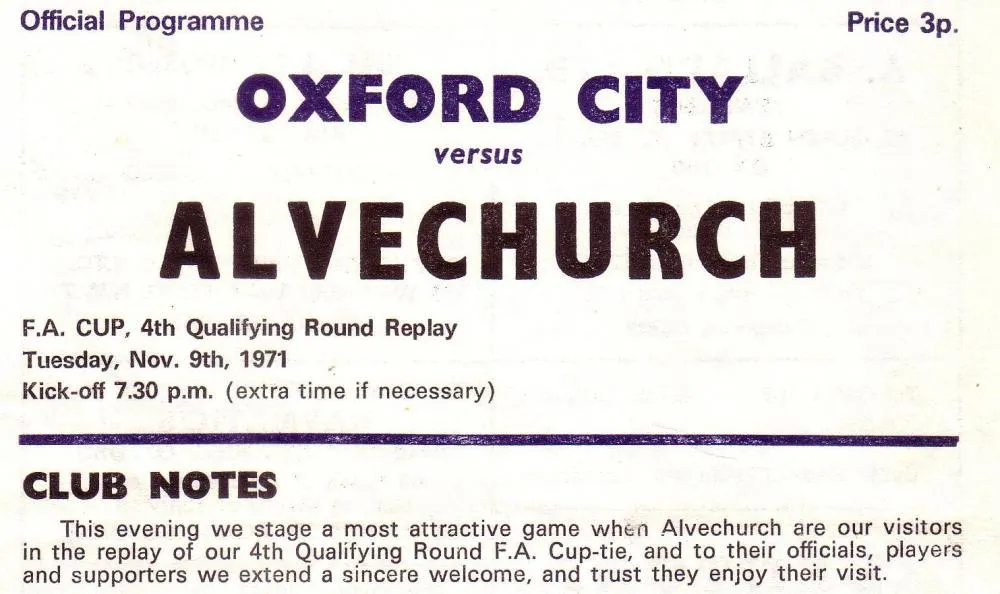 Official Programme Price 3p.
OXFORD CITY
versus
ALVECHURCH
F.A. CUP, 4th Qualifying Round Replay
Tuesday, Nov. 9th, 1971
Kick-off 7.30 p.m. (extra time if necessary)
CLUB NOTES
This evening we stage a most attractive game when Alvechurch are our visitors
in the replay of our 4th Qualifying Round F.A. Cup-tie, and to their officials, players
and supporters we extend a sincere welcome, and trust they enjoy their visit.